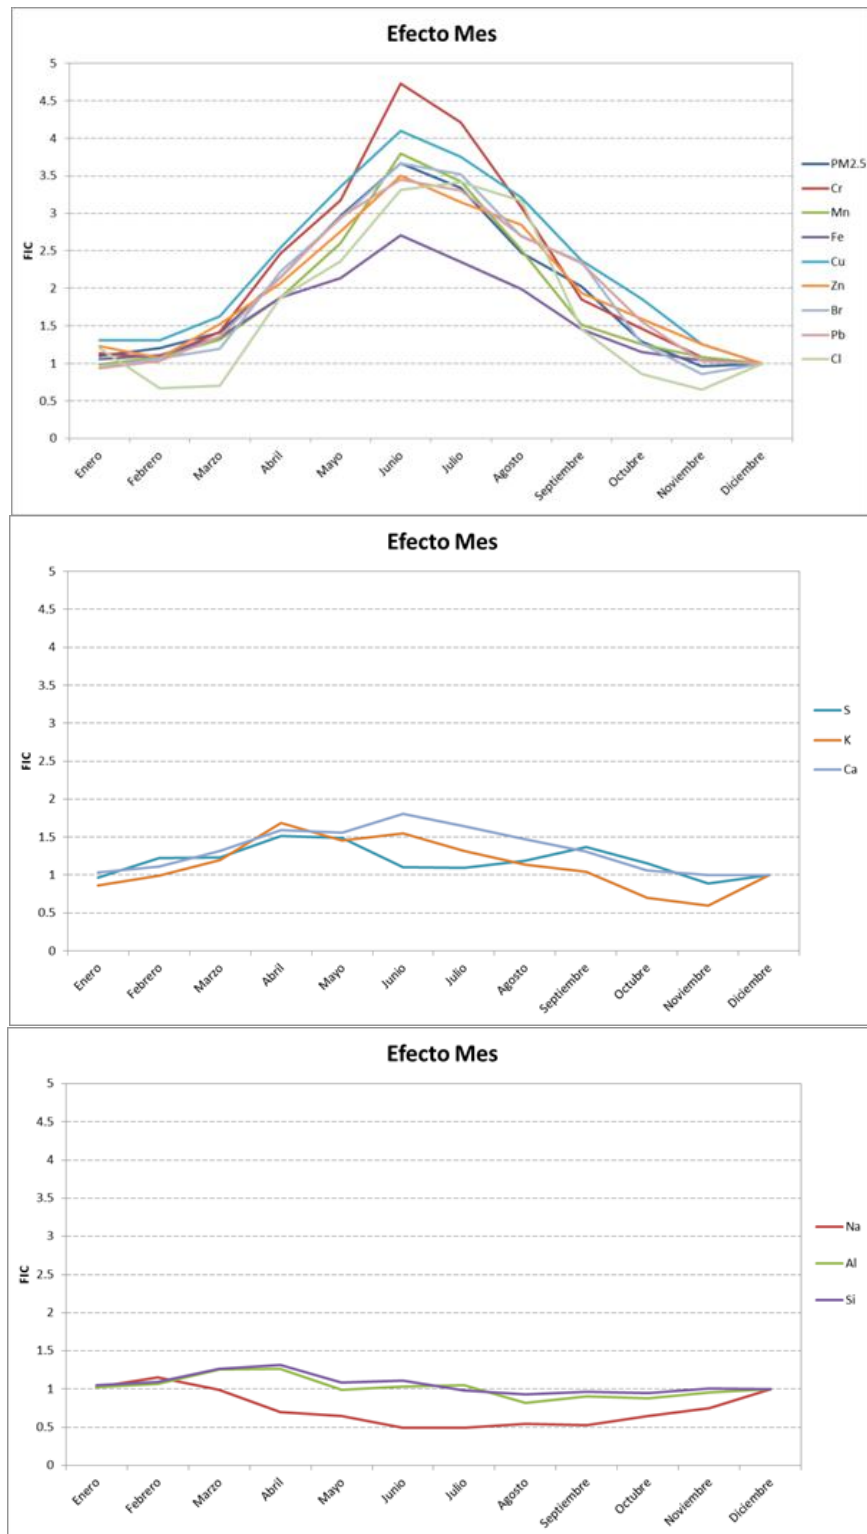 Efecto Mes
5
4.5
4
3.5
3
2.5
2
1.5
1
0.5
0
FIC
Enero
Febrero
Marzo
Abril
Mayo
Junio
Julio
Agosto
Septiembre
Octubre
Noviembre
Diciembre
PM2.5
Cr
Mn
Fe
Cu
Zn
Br
Pb
Cl
Efecto Mes
5
4.5
4
3.5
3
2.5
2
1.5
1
0.5
0
FIC
Enero
Febrero
Marzo
Abril
Mayo
Junio
Julio
Agosto
Septiembre
Octubre
Noviembre
Diciembre
S
K
Ca
Efecto Mes
5
4.5
4
3.5
3
2.5
2
1.5
1
0.5
0
FIC
Enero
Febrero
Marzo
Abril
Mayo
Junio
Julio
Agosto
Septiembre
Octubre
Noviembre
Diciembre
Na
Al
Si